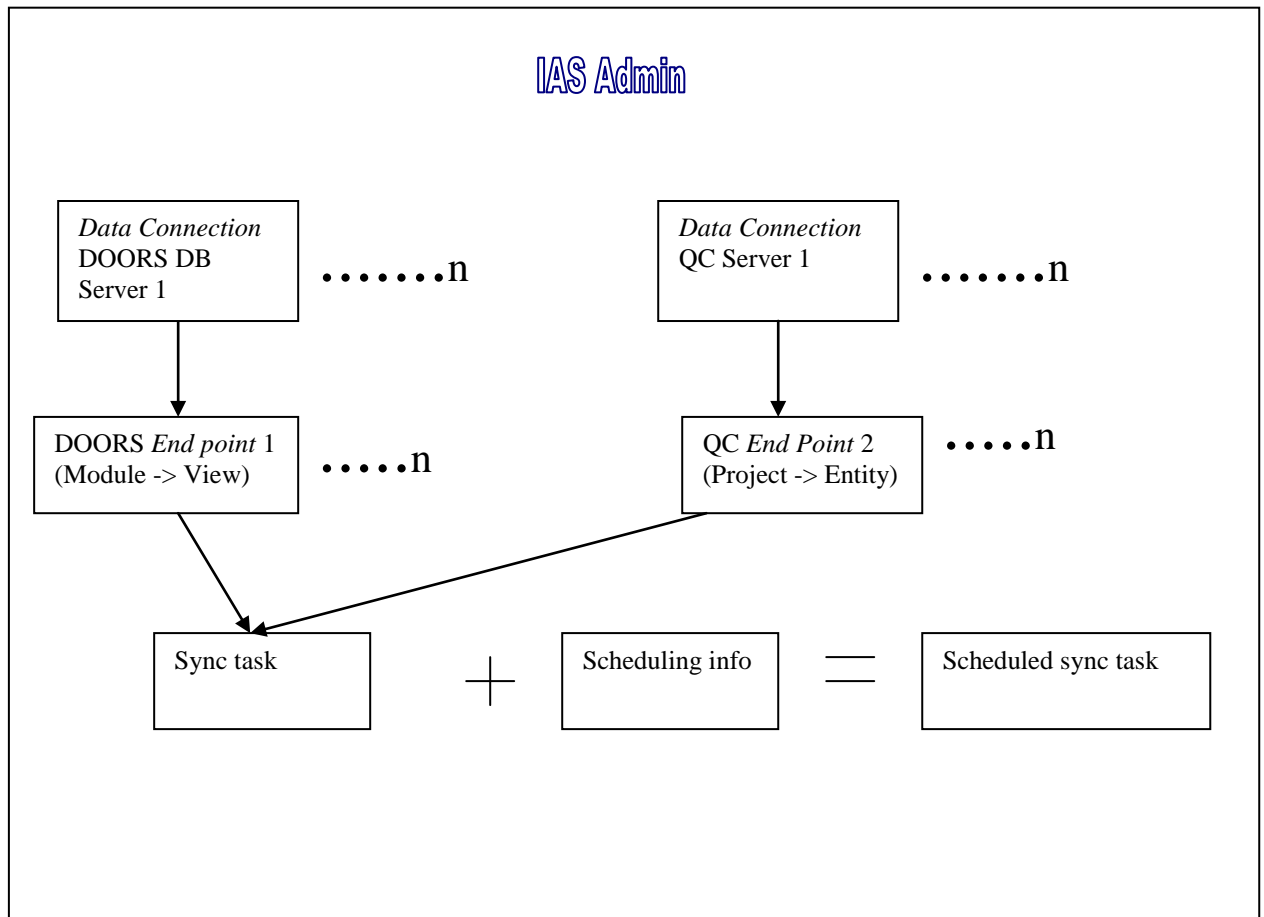 IAS Admin
Data Connection
DOORS DB
Server 1
.......n
Data Connection
QC Server 1
.......n
DOORS End point 1
(Module -> View)
.....n
QC End Point 2
(Project -> Entity)
.....n
Sync task
+
Scheduling info
=
Scheduled sync task